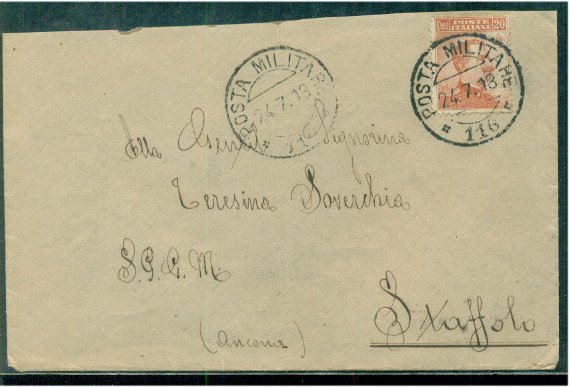 POSTE ITALIANE 20
POSTA MILITARE
24.7.18
116
POSTA MILITARE
24.7.18
Alla Signorina
Teresina Soverchia
S.G.G.M.
Staffolo
(Ancona)